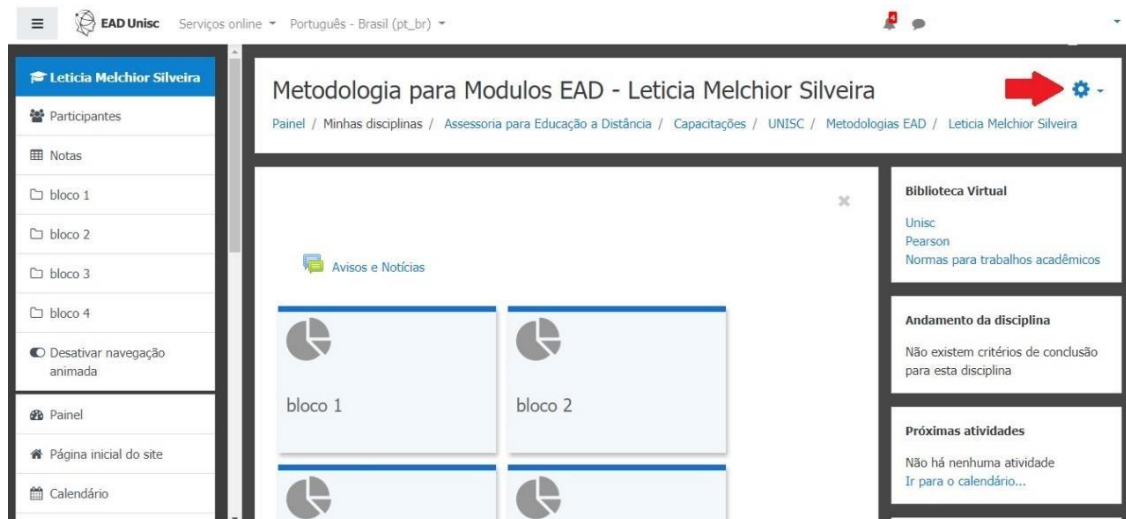 EAD Unisc Serviços online Português - Brasil (pt_br) 4
Leticia Melchior Silveira
Participantes
Notas
bloco 1
bloco 2
bloco 3
bloco 4
Desativar navegação
animada
Painel
Página inicial do site
Calendário
Metodologia para Modulos EAD - Leticia Melchior Silveira
Painel / Minhas disciplinas / Assessoria para Educação a Distância / Capacitações / UNISC / Metodologias EAD / Leticia Melchior Silveira
Avisos e Notícias
bloco 1
bloco 2
Biblioteca Virtual
Unisc
Pearson
Normas para trabalhos acadêmicos
Andamento da disciplina
Não existem critérios de conclusão
para esta disciplina
Próximas atividades
Não há nenhuma atividade
Ir para o calendário...